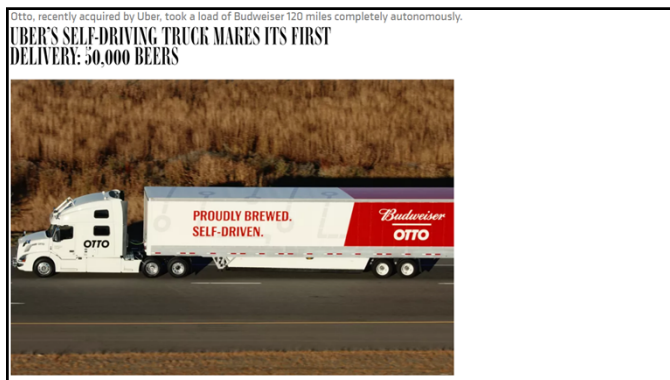 Otto, recently acquired by Uber, took a load of Budweiser 120 miles completely autonomously.
UBER'S SELF-DRIVING TRUCK MAKES ITS FIRST
DELIVERY: 50,000 BEERS
PROUDLY BREWED.
SELF-DRIVEN.
Budweiser
OTTO
OTTO